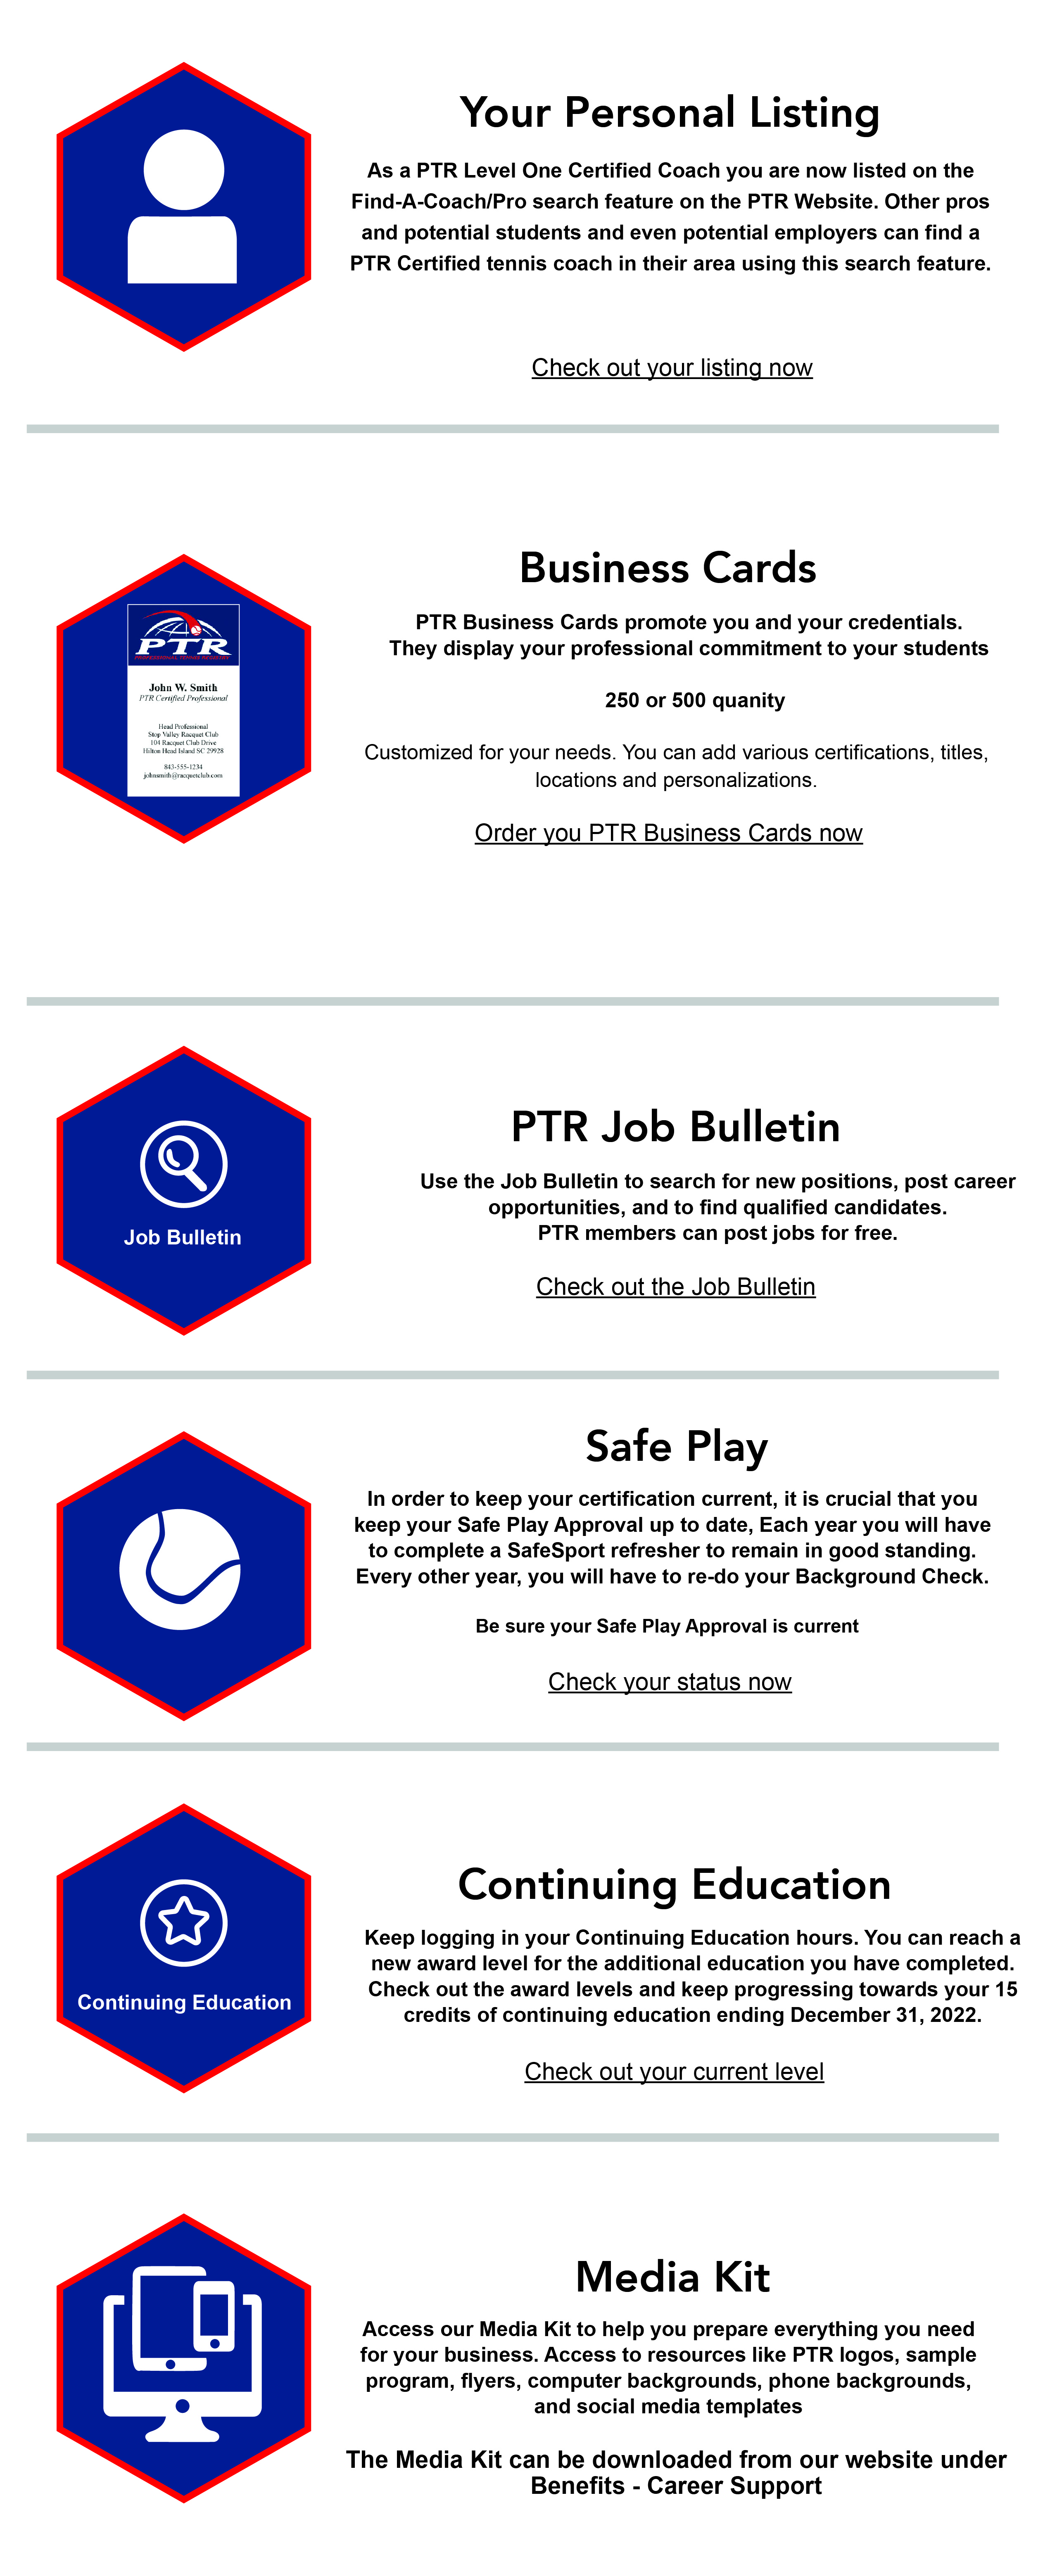 Your Personal Listing
As a PTR Level One Certified Coach you are now listed on the
Find-A-Coach/Pro search feature on the PTR Website. Other pros
and potential students and even potential employers can find a
PTR Certified tennis coach in their area using this search feature.
Check out your listing now
PTR
PROFESSIONAL TENNIS REGISTRY
John W. Smith
PTR Certified Professional
Head Professional
Stop Valley Racquet Club
104 Racquet Club Drive
Hilton Head Island SC 29928
843-555-1234
johnsmith@racquetclub.com
Business Cards
PTR Business Cards promote you and your credentials.
They display your professional commitment to your students
250 or 500 quanity
Customized for your needs. You can add various certifications, titles,
locations and personalizations.
Order you PTR Business Cards now
Job Bulletin
PTR Job Bulletin
Use the Job Bulletin to search for new positions, post career
opportunities, and to find qualified candidates.
PTR members can post jobs for free.
Check out the Job Bulletin
Safe Play
In order to keep your certification current, it is crucial that you
keep your Safe Play Approval up to date, Each year you will have
to complete a SafeSport refresher to remain in good standing.
Every other year, you will have to re-do your Background Check.
Be sure your Safe Play Approval is current
Check your status now
Continuing Education
Continuing Education
Keep logging in your Continuing Education hours. You can reach a
new award level for the additional education you have completed.
Check out the award levels and keep progressing towards your 15
credits of continuing education ending December 31, 2022.
Check out your current level
Media Kit
Access our Media Kit to help you prepare everything you need
for your business. Access to resources like PTR logos, sample
program, flyers, computer backgrounds, phone backgrounds,
and social media templates
The Media Kit can be downloaded from our website under
Benefits - Career Support